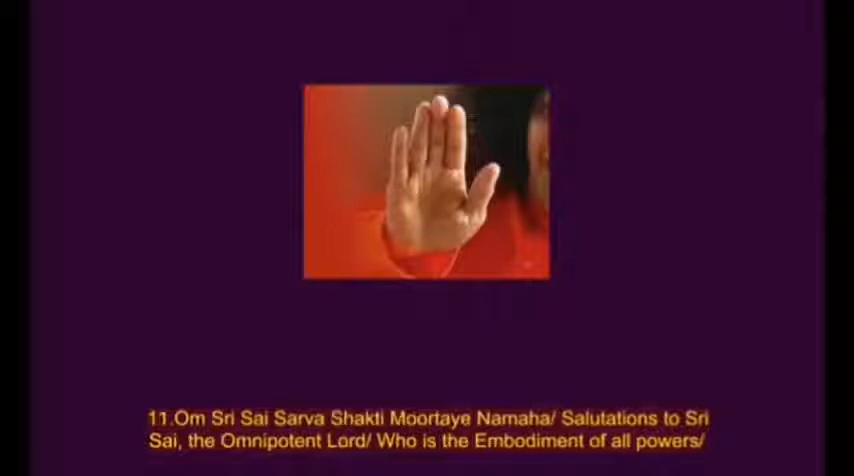 11.Om Sri Sai Sarva Shakti Moortaye Namaha/ Salutations to Sri
Sai, the Omnipotent Lord/ Who is the Embodiment of all powers/